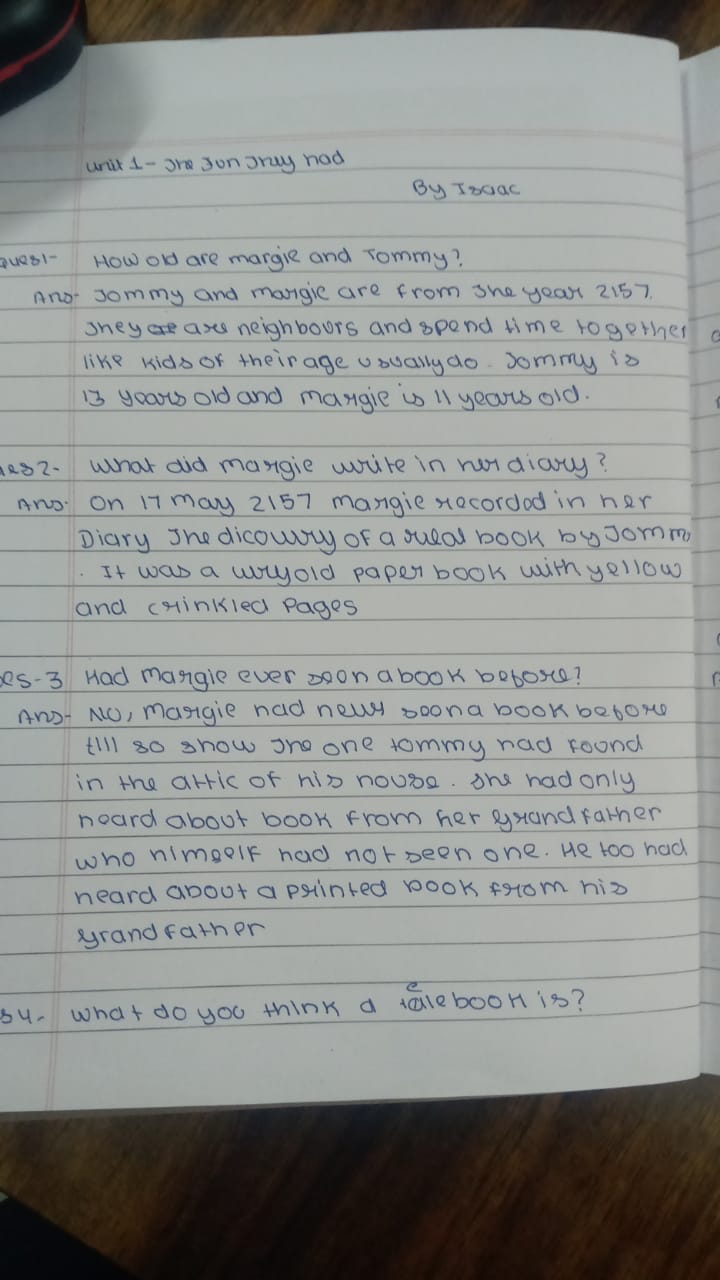 unit 1 - The Fun They had
By Isaac
Ques1- How old are margie and Tommy?
Ans- Tommy and margie are from The year 2157.
They are are neighbours and spend time together
like kids of their age usually do. Tommy is
13 years old and margie is 11 years old.
ues2- What did margie write in her diary?
Ans- On 17 May 2157 margie recorded in her
Diary The dicovery of a real book by Tommy
. It was a very old paper book with yellow
and crinkled Pages
es-3 Had Margie ever seen a book before?
Ans- No, Margie had never seen a book before
till so show The one tommy had found
in the attic of his house. She had only
heard about book from her grandfather
who himself had not seen one. He too had
heard about a printed book from his
grandfather
s4- What do you think a telebook is?